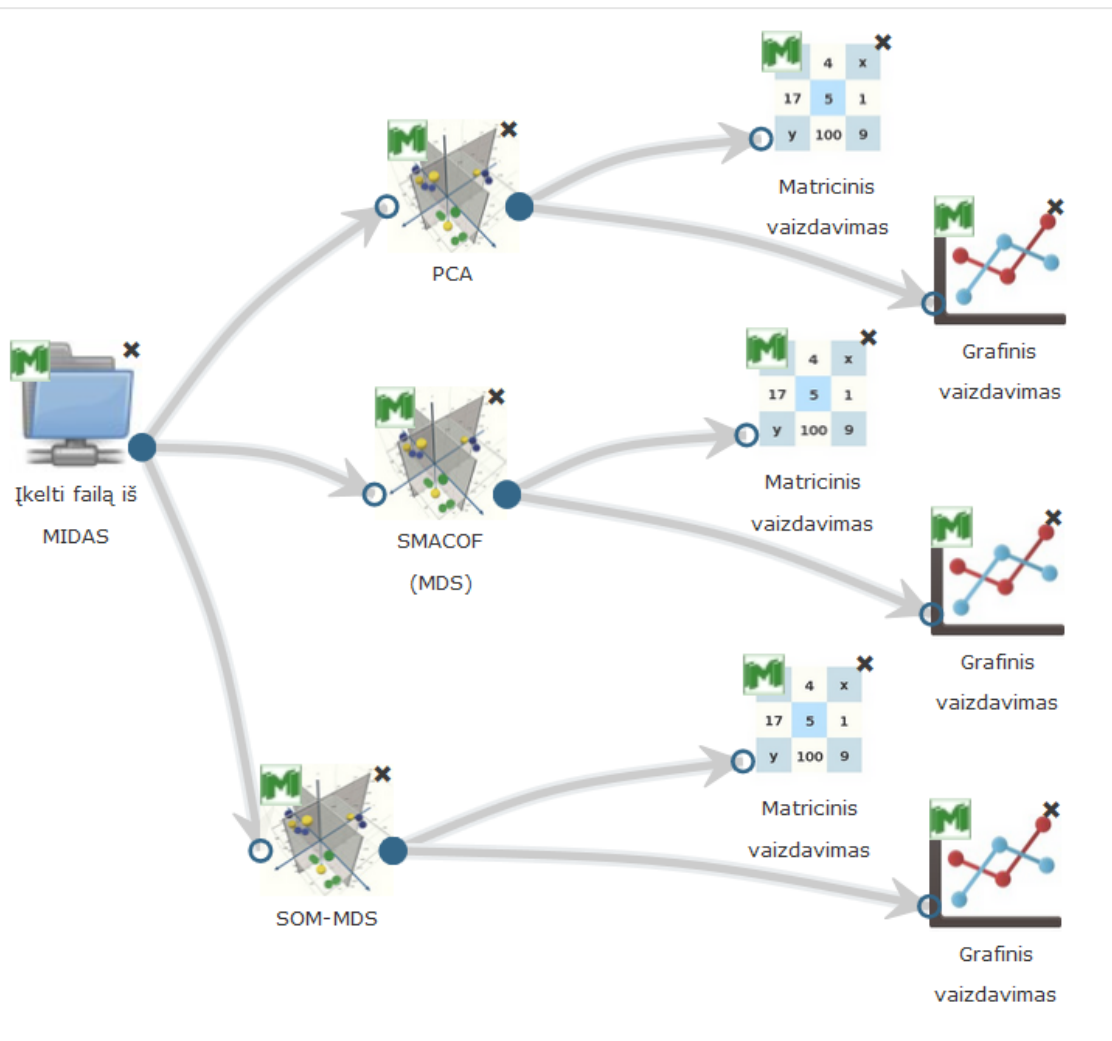 4 x
17 5 1
y 100 9
Matricinis
vaizdavimas
PCA
Grafinis
vaizdavimas
4 x
17 5 1
y 100 9
Matricinis
vaizdavimas
Įkelti failą iš
MIDAS
SMACOF
(MDS)
Grafinis
vaizdavimas
4 x
17 5 1
y 100 9
Matricinis
vaizdavimas
SOM-MDS
Grafinis
vaizdavimas